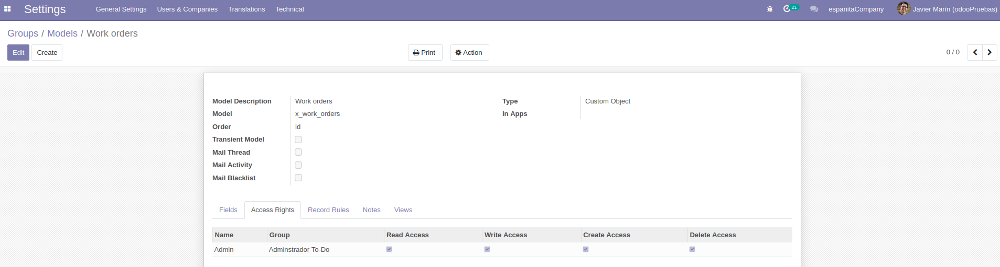 Settings General Settings Users & Companies Translations Technical 21 españitaCompany Javier Marín (odooPruebas)
Groups / Models / Work orders
Edit Create Print Action 0 / 0
Model Description Work orders Type Custom Object
Model x_work_orders In Apps
Order id
Transient Model
Mail Thread
Mail Activity
Mail Blacklist
Fields Access Rights Record Rules Notes Views
Name Group Read Access Write Access Create Access Delete Access
Admin Adminstrador To-Do